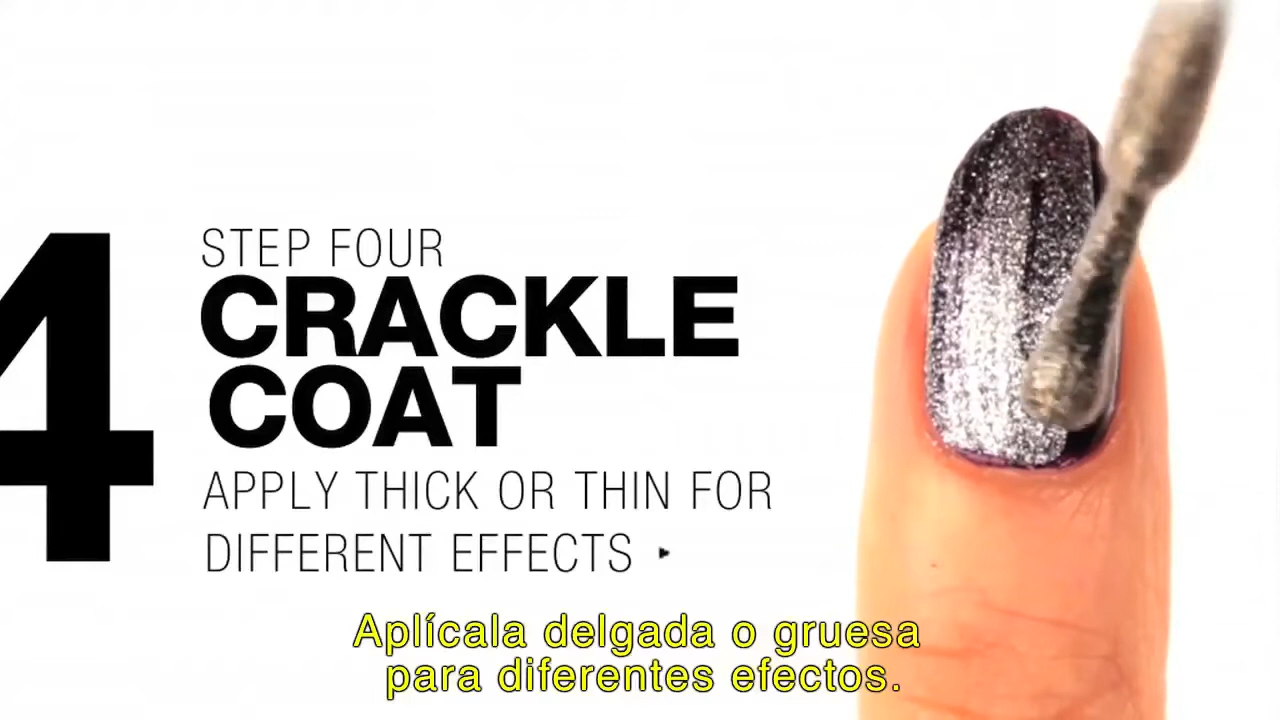 4
STEP FOUR
CRACKLE
COAT
APPLY THICK OR THIN FOR
DIFFERENT EFFECTS
Aplícala delgada o gruesa
para diferentes efectos.